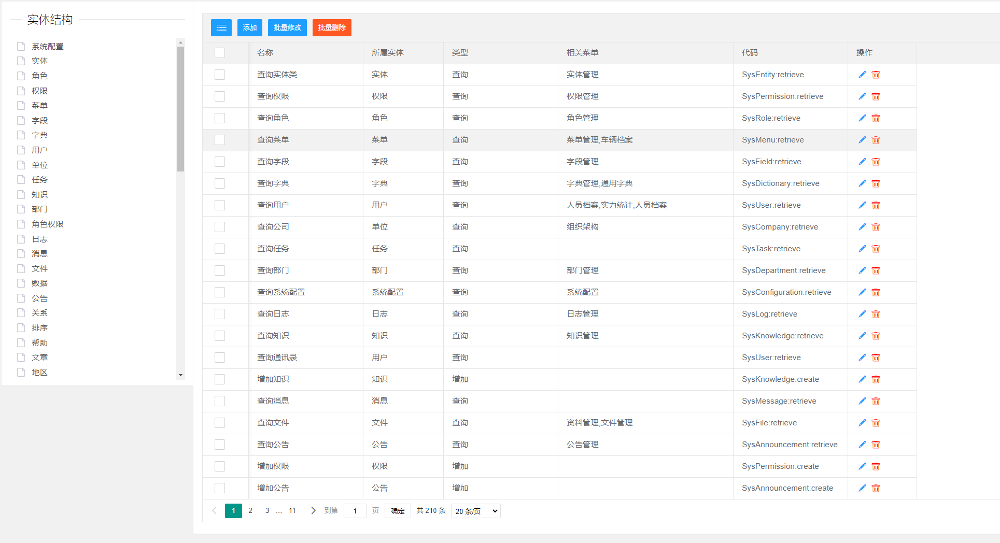 实体结构
系统配置
实体
角色
权限
菜单
字段
字典
用户
单位
任务
知识
部门
角色权限
日志
消息
文件
数据
公告
关系
排序
帮助
文章
地区
添加 批量修改 批量删除
名称 所属实体 类型 相关菜单 代码 操作
查询实体类 实体 查询 实体管理 SysEntity:retrieve
查询权限 权限 查询 权限管理 SysPermission:retrieve
查询角色 角色 查询 角色管理 SysRole:retrieve
查询菜单 菜单 查询 菜单管理,车辆档案 SysMenu:retrieve
查询字段 字段 查询 字段管理 SysField:retrieve
查询字典 字典 查询 字典管理,通用字典 SysDictionary:retrieve
查询用户 用户 查询 人员档案,实力统计,人员档案 SysUser:retrieve
查询公司 单位 查询 组织架构 SysCompany:retrieve
查询任务 任务 查询 SysTask:retrieve
查询部门 部门 查询 部门管理 SysDepartment:retrieve
查询系统配置 系统配置 查询 系统配置 SysConfiguration:retrieve
查询日志 日志 查询 日志管理 SysLog:retrieve
查询知识 知识 查询 知识管理 SysKnowledge:retrieve
查询通讯录 用户 查询 SysUser:retrieve
增加知识 知识 增加 SysKnowledge:create
查询消息 消息 查询 SysMessage:retrieve
查询文件 文件 查询 资料管理,文件管理 SysFile:retrieve
查询公告 公告 查询 公告管理 SysAnnouncement:retrieve
增加权限 权限 增加 SysPermission:create
增加公告 公告 增加 SysAnnouncement:create
1 2 3 … 11 到第 1 页 确定 共 210 条 20 条/页